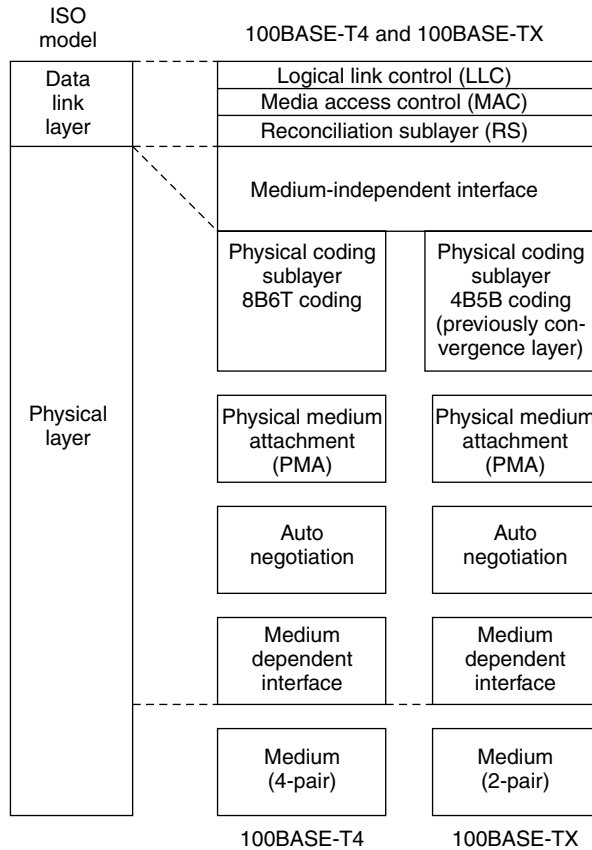 ISO
model
100BASE-T4 and 100BASE-TX
Data
link
layer
Logical link control (LLC)
Media access control (MAC)
Reconciliation sublayer (RS)
Medium-independent interface
Physical
layer
Physical coding
sublayer
8B6T coding
Physical coding
sublayer
4B5B coding
(previously con-
vergence layer)
Physical medium
attachment
(PMA)
Physical medium
attachment
(PMA)
Auto
negotiation
Auto
negotiation
Medium
dependent
interface
Medium
dependent
interface
Medium
(4-pair)
Medium
(2-pair)
100BASE-T4
100BASE-TX